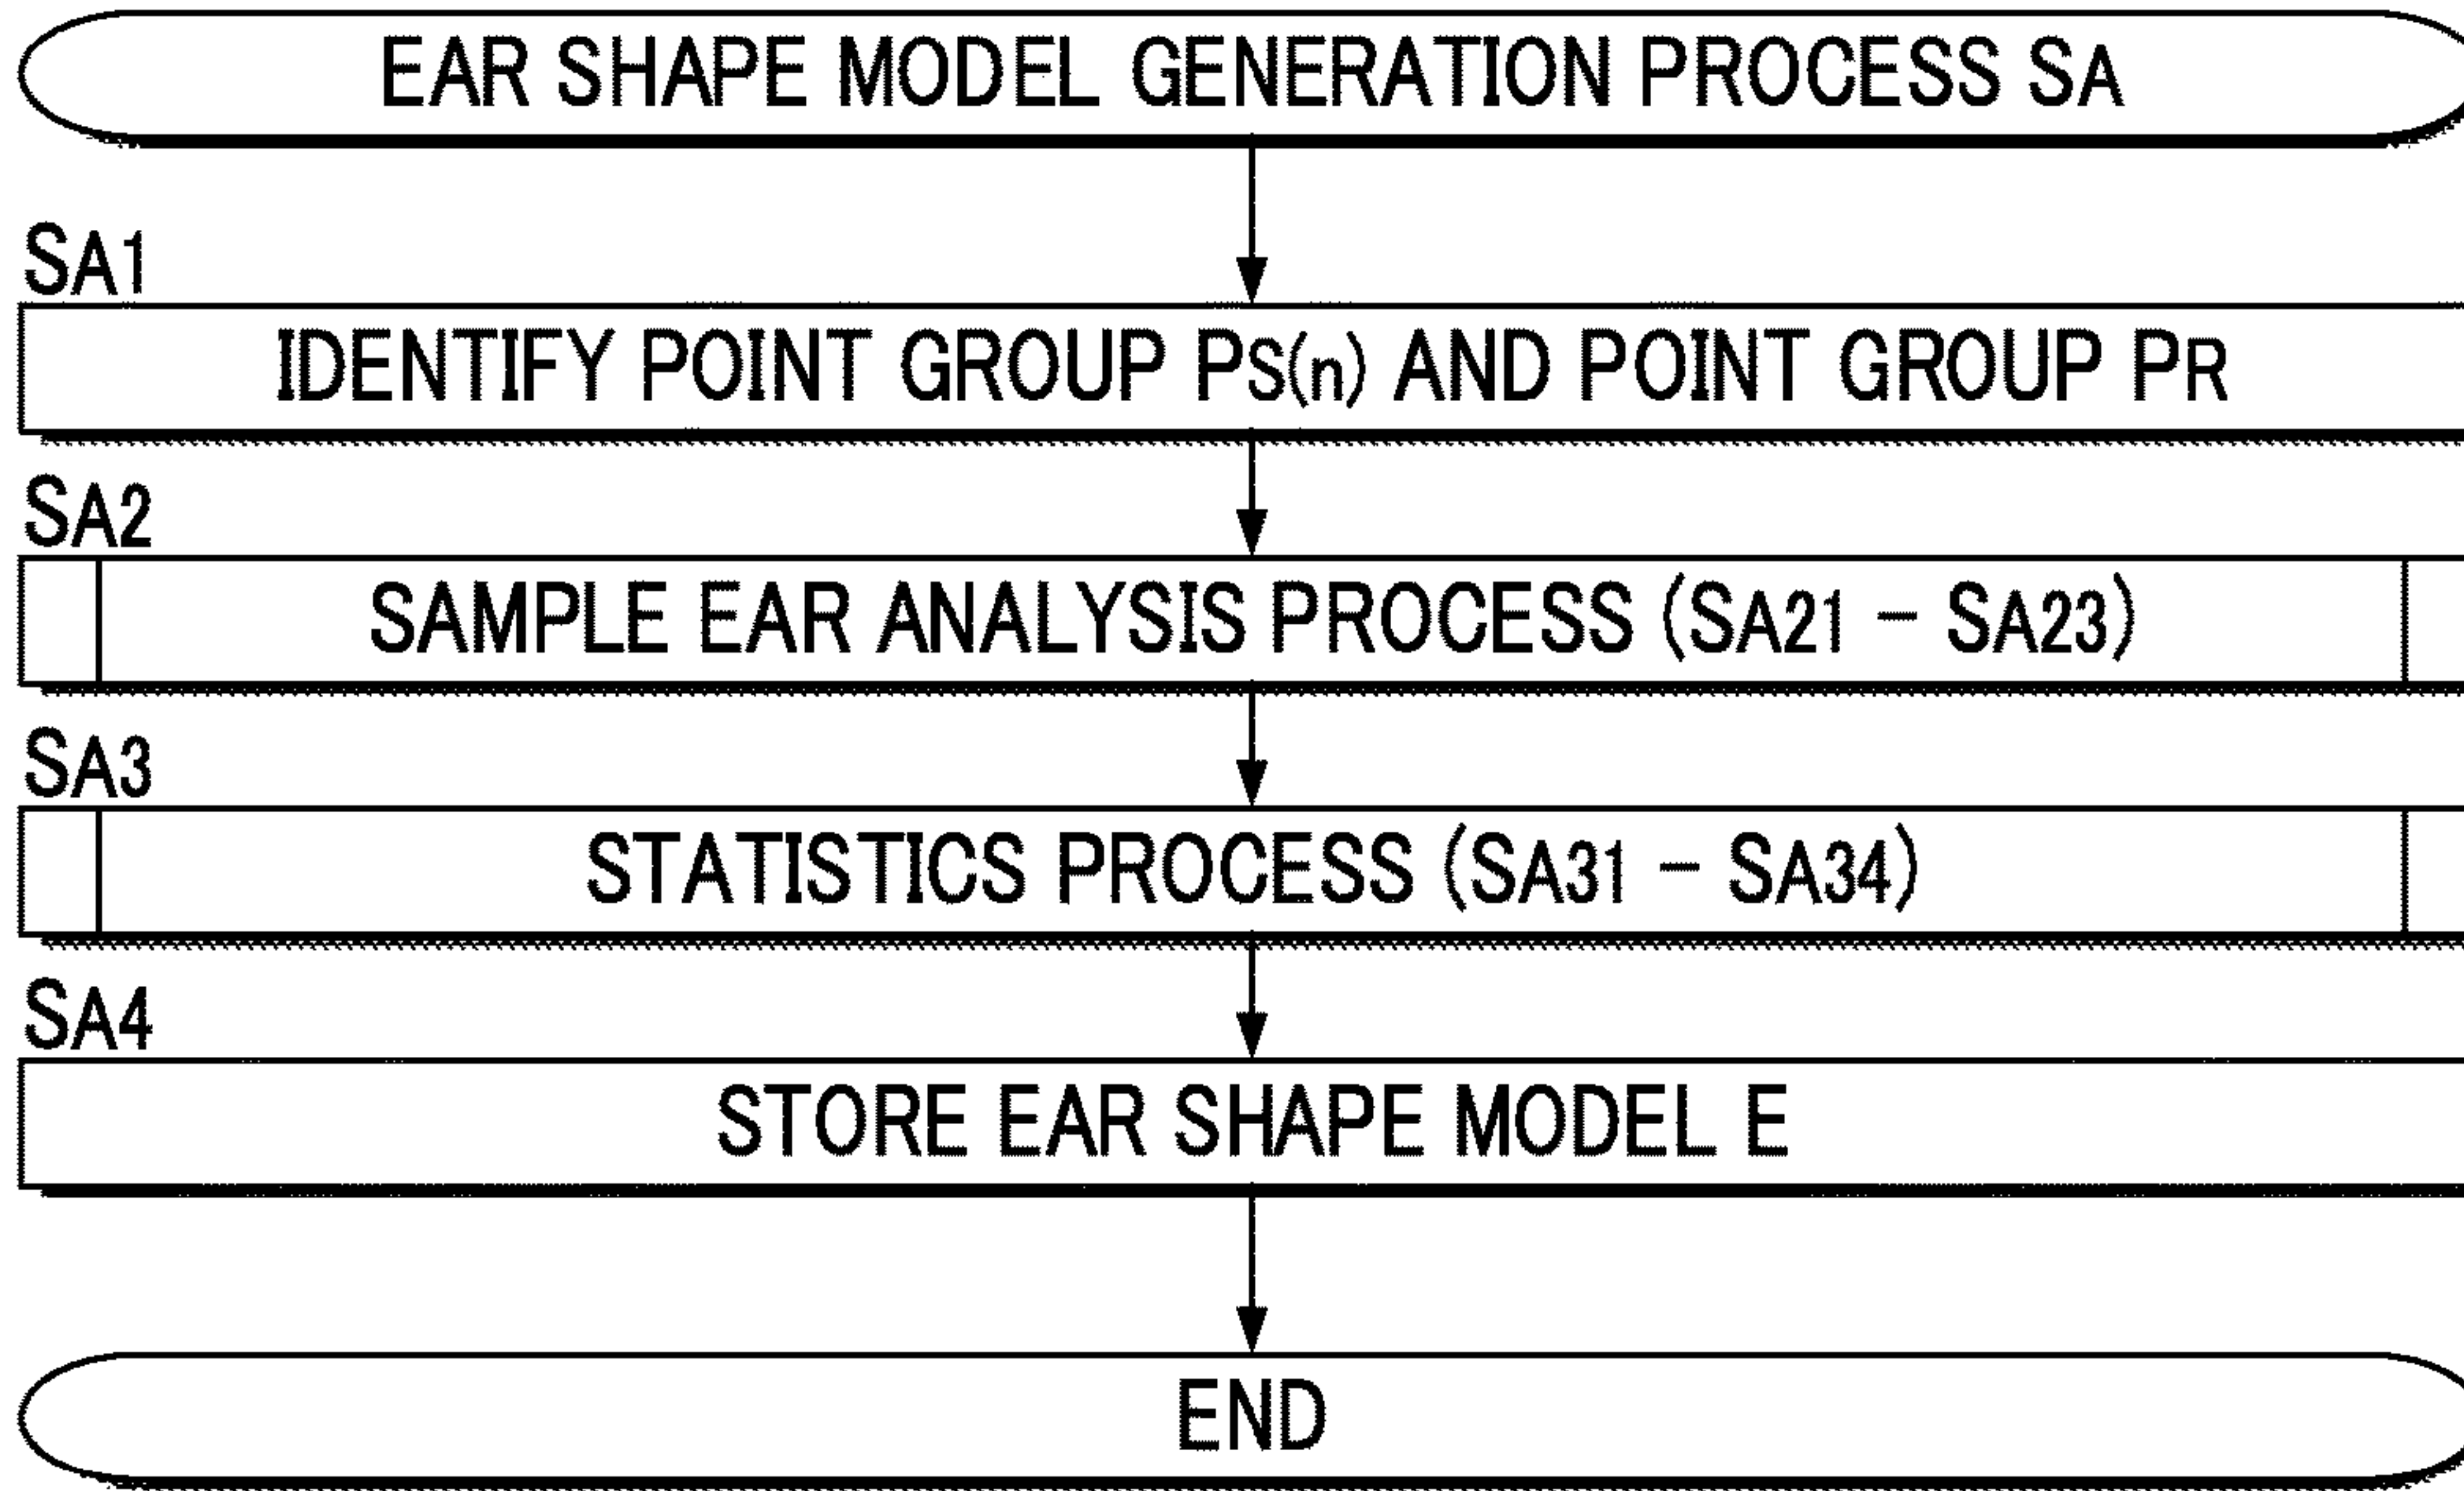 EAR SHAPE MODEL GENERATION PROCESS SA
SA1
IDENTIFY POINT GROUP PS(n) AND POINT GROUP PR
SA2
SAMPLE EAR ANALYSIS PROCESS (SA21 - SA23)
SA3
STATISTICS PROCESS (SA31 - SA34)
SA4
STORE EAR SHAPE MODEL E
END